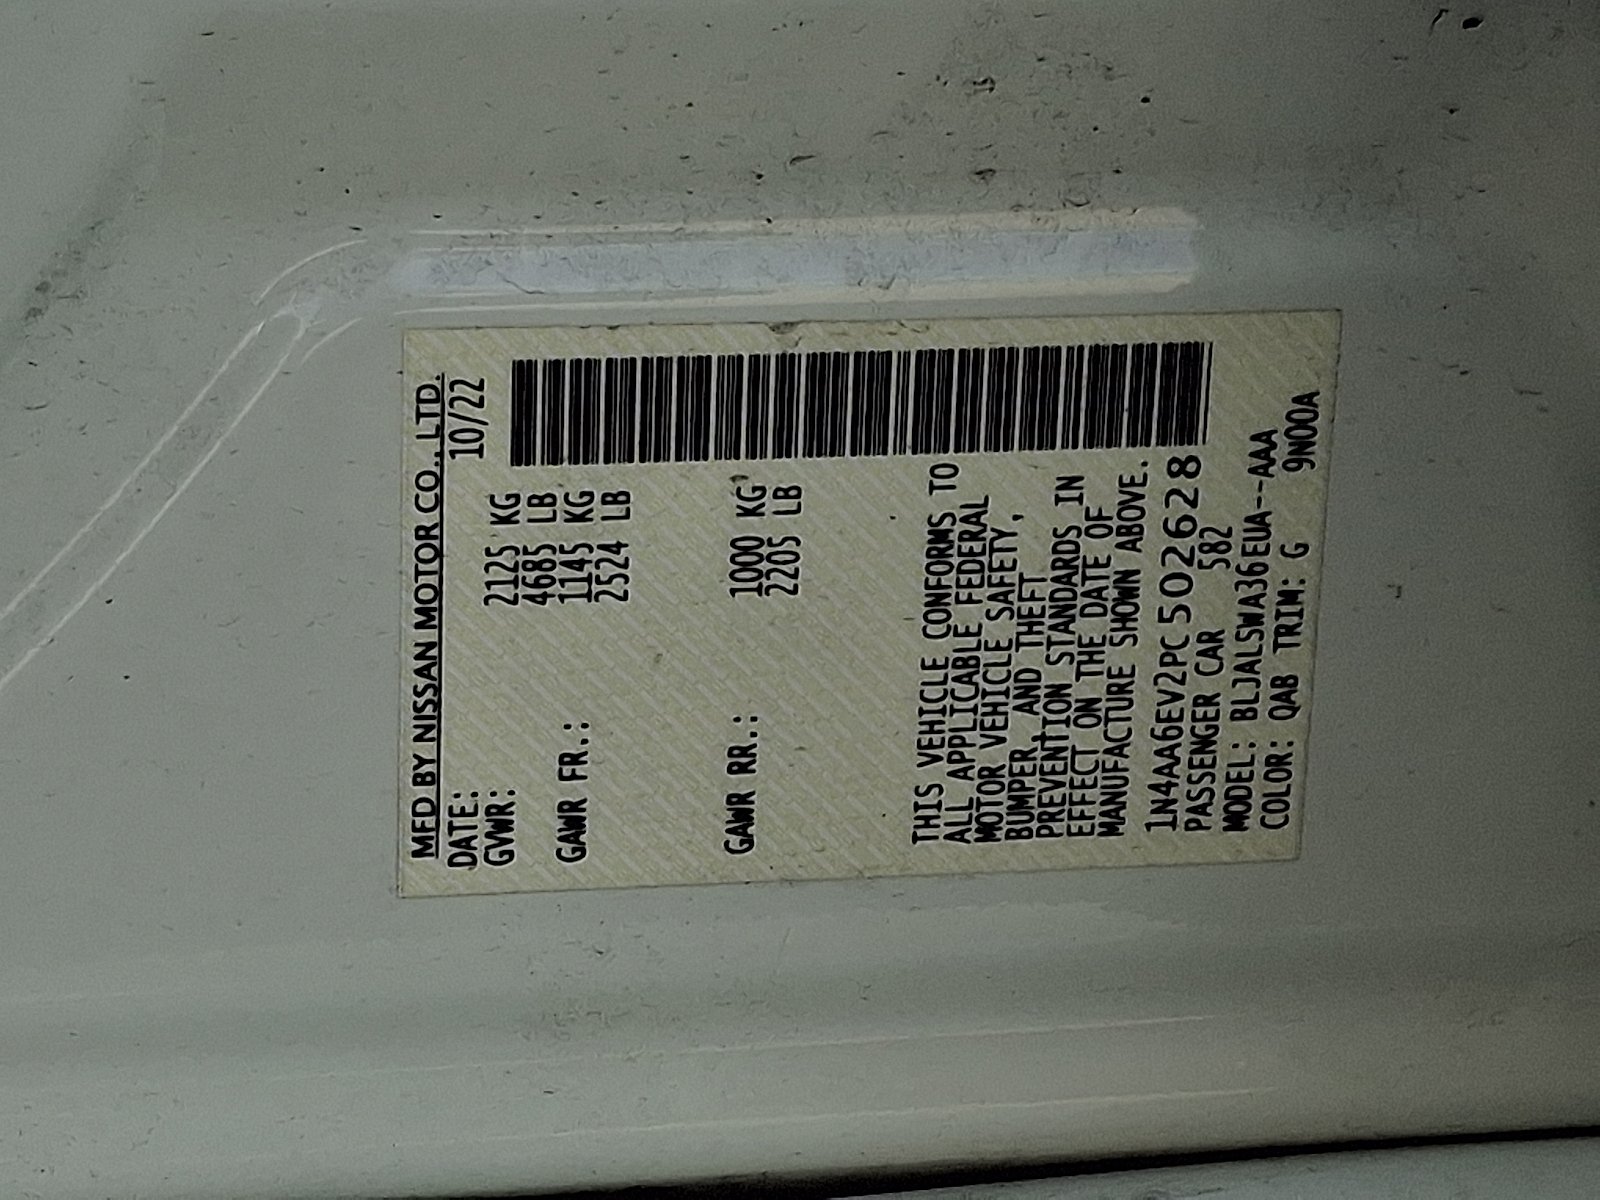 MFD BY NISSAN MOTOR CO., LTD.
DATE: 10/22
GVWR: 2125 KG
4685 LB
GAWR FR.: 1145 KG
2524 LB
GAWR RR.: 1000 KG
2205 LB
THIS VEHICLE CONFORMS TO
ALL APPLICABLE FEDERAL
MOTOR VEHICLE SAFETY,
BUMPER, AND THEFT
PREVENTION STANDARDS IN
EFFECT ON THE DATE OF
MANUFACTURE SHOWN ABOVE.
1N4AA6EV2PC502628
PASSENGER CAR 582
MODEL: BLJALSWA36EUA--AAA
COLOR: QAB TRIM: G 9N00A